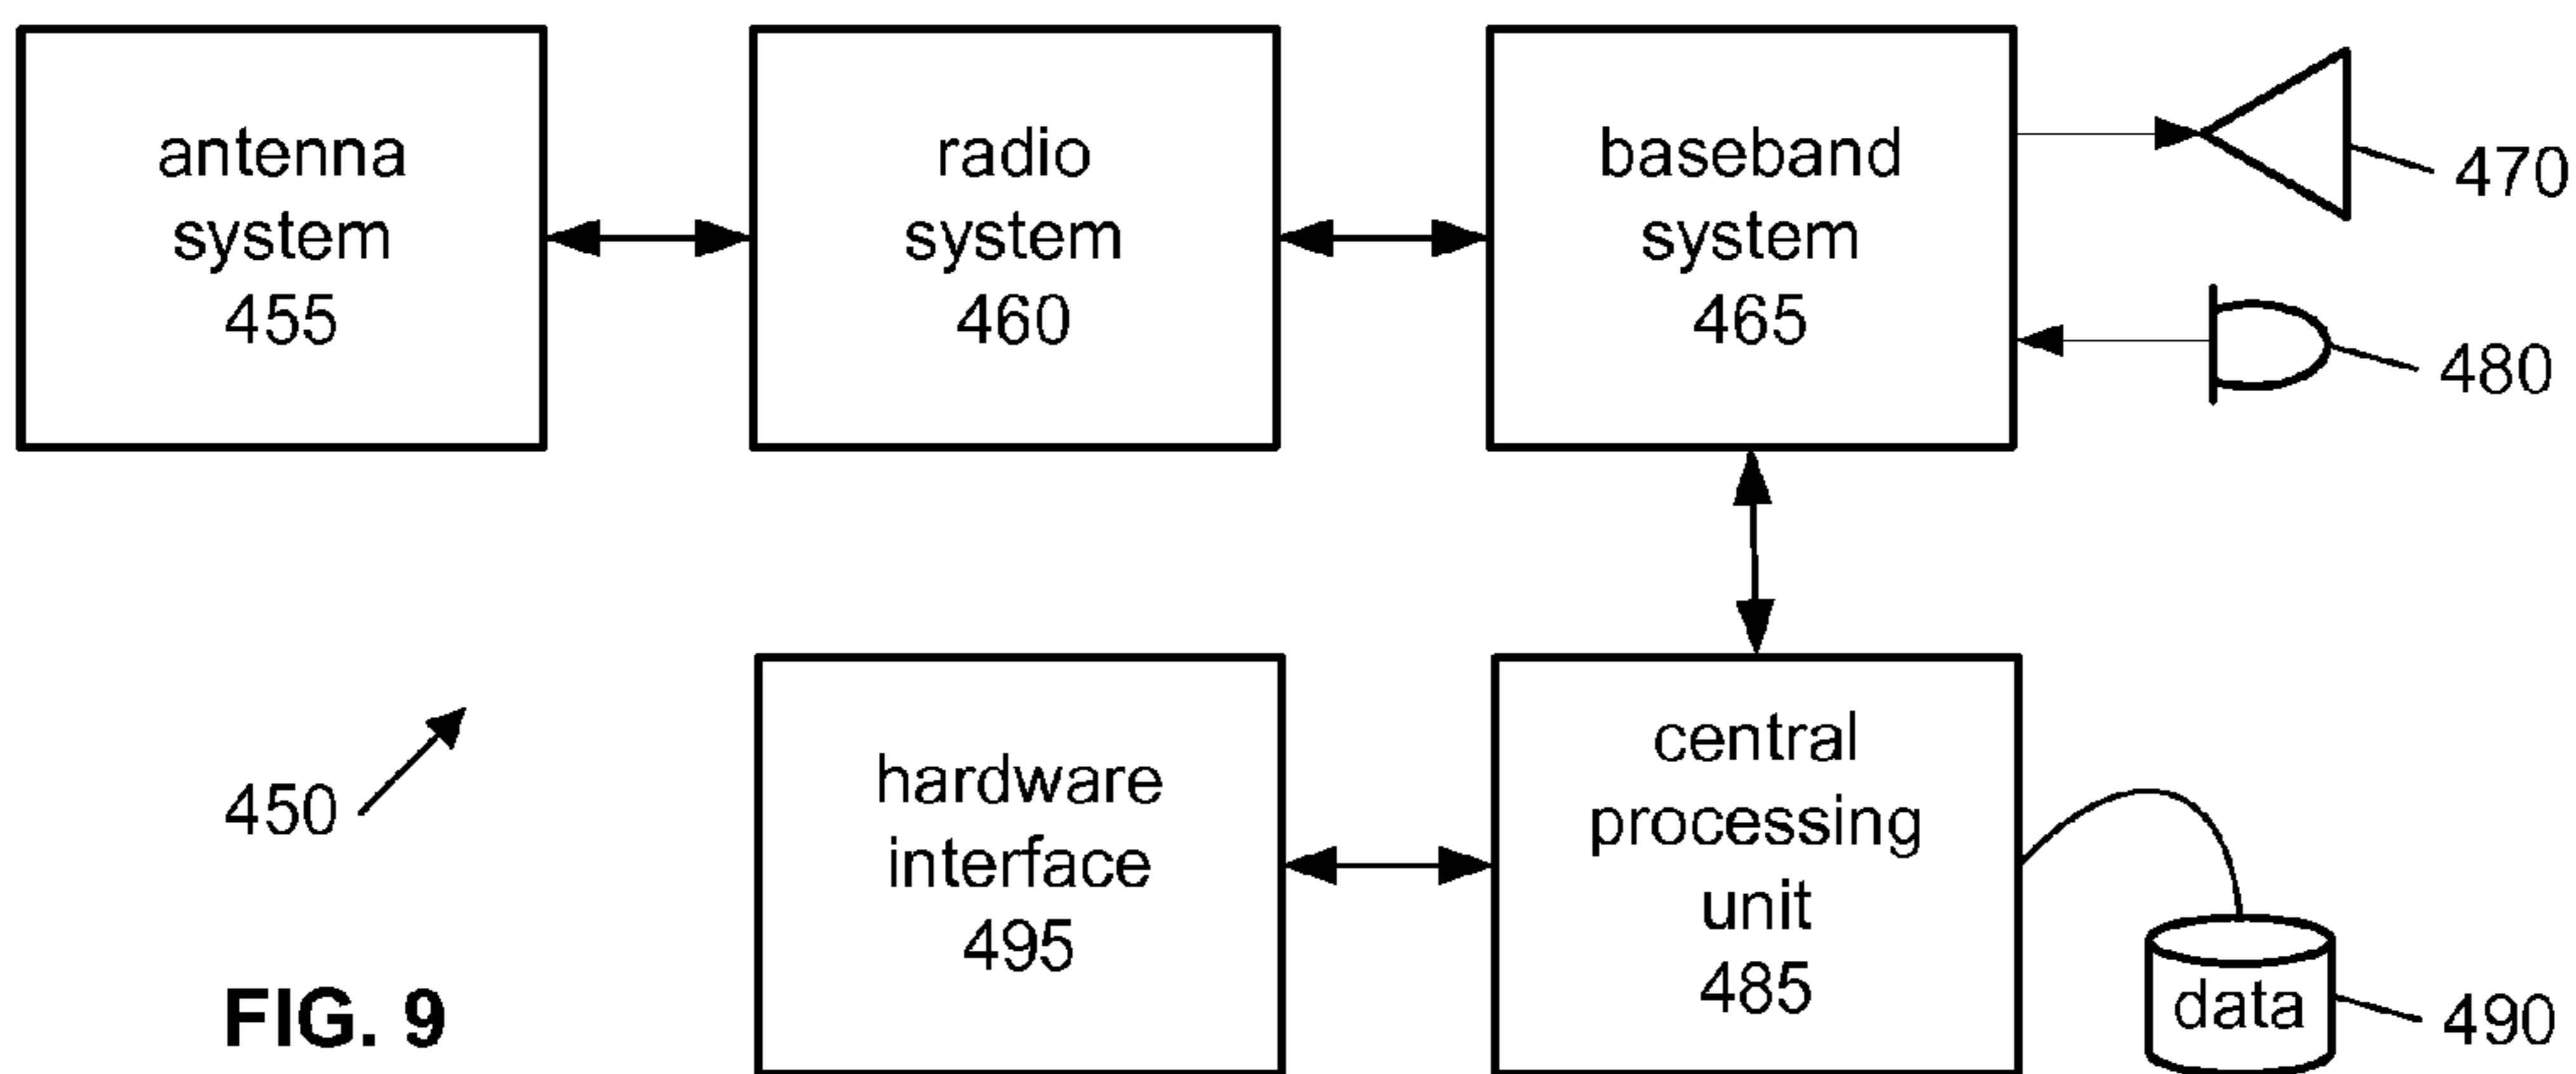 antenna
system
455
radio
system
460
baseband
system
465
470
480
hardware
interface
495
central
processing
unit
485
data
490
450
FIG. 9